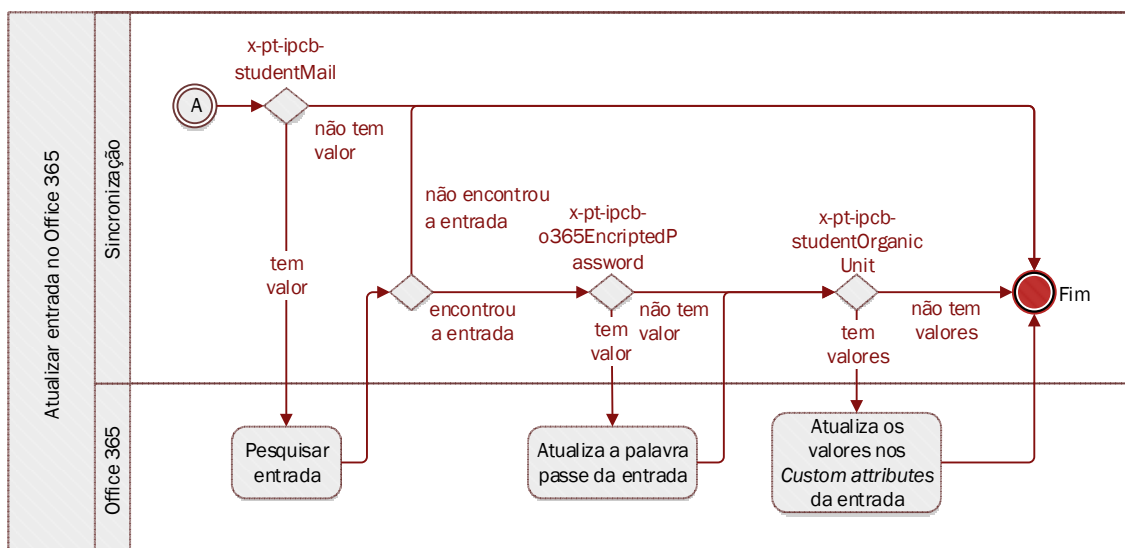 Atualizar entrada no Office 365
Sincronização
Office 365
x-pt-ipcb-
studentMail
A
não tem
valor
tem
valor
não encontrou
a entrada
encontrou
a entrada
x-pt-ipcb-
o365EncriptedP
assword
não tem
valor
tem
valor
x-pt-ipcb-
studentOrganic
Unit
não tem
valores
tem
valores
Fim
Pesquisar
entrada
Atualiza a palavra
passe da entrada
Atualiza os
valores nos
Custom attributes
da entrada